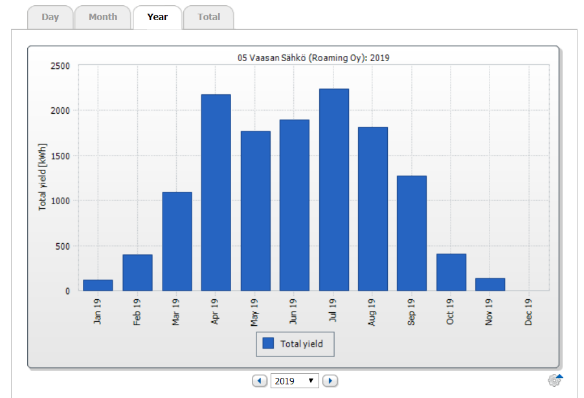 Day Month Year Total
05 Vaasan Sähkö (Roaming Oy): 2019
Total yield [kWh]
2500
2000
1500
1000
500
0
Jan 19 Feb 19 Mar 19 Apr 19 May 19 Jun 19 Jul 19 Aug 19 Sep 19 Oct 19 Nov 19 Dec 19
Total yield
2019